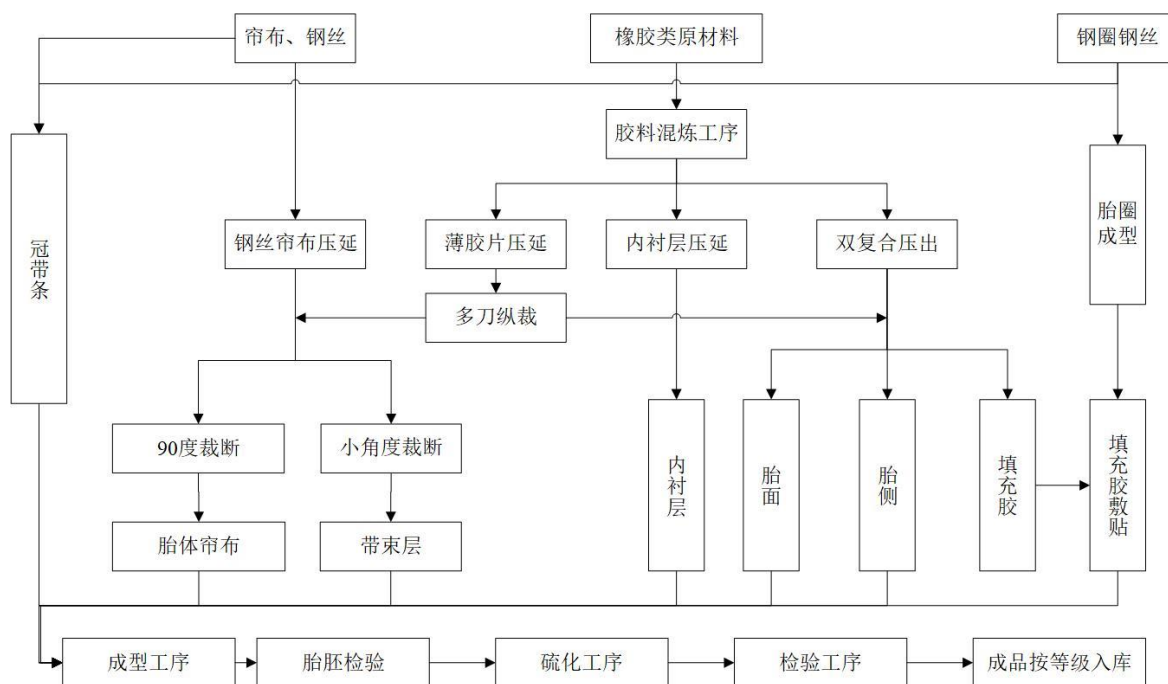 帘布、钢丝
橡胶类原材料
钢圈钢丝
胶料混炼工序
冠带条
胎圈
成型
钢丝帘布压延
薄胶片压延
内衬层压延
双复合压出
多刀纵裁
90度裁断
小角度裁断
内衬层
胎面
胎侧
填充胶
填充胶敷贴
胎体帘布
带束层
成型工序
胎胚检验
硫化工序
检验工序
成品按等级入库